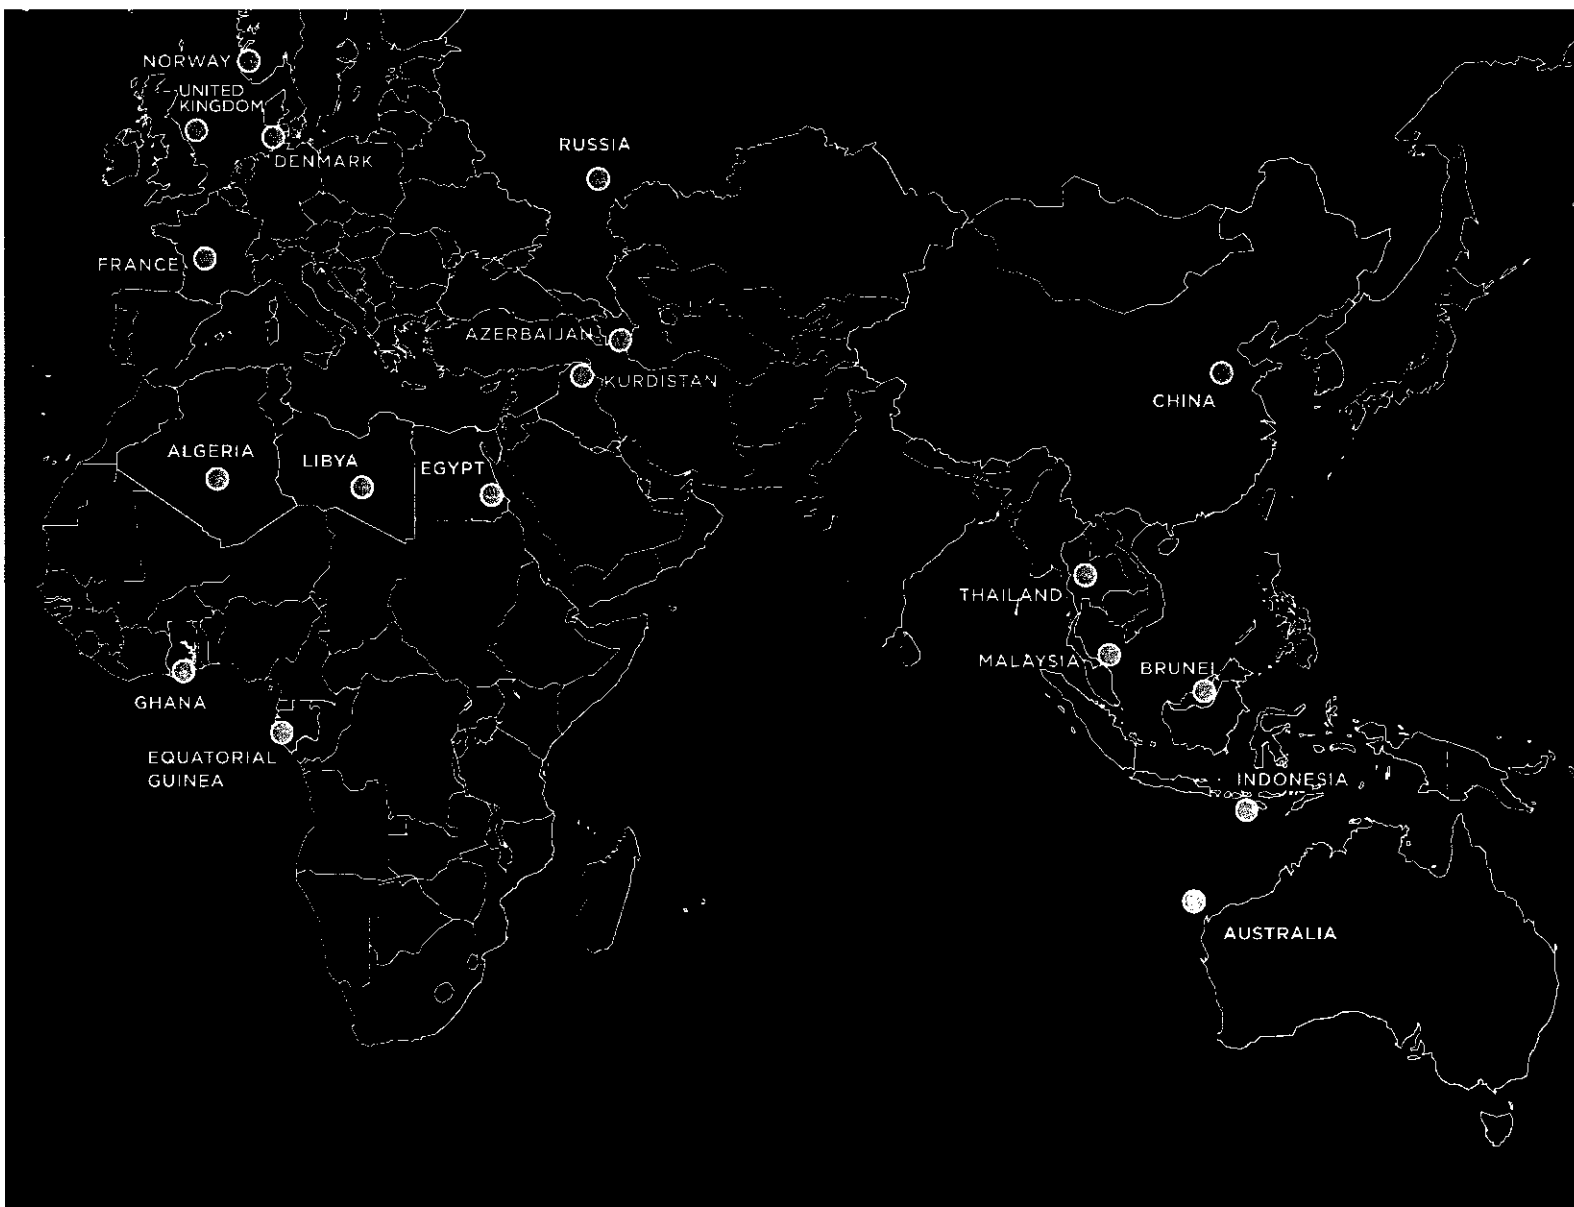 NORWAY
UNITED
KINGDOM
DENMARK
RUSSIA
FRANCE
AZERBAIJAN
KURDISTAN
CHINA
ALGERIA
LIBYA
EGYPT
THAILAND
MALAYSIA
BRUNEI
GHANA
EQUATORIAL
GUINEA
INDONESIA
AUSTRALIA